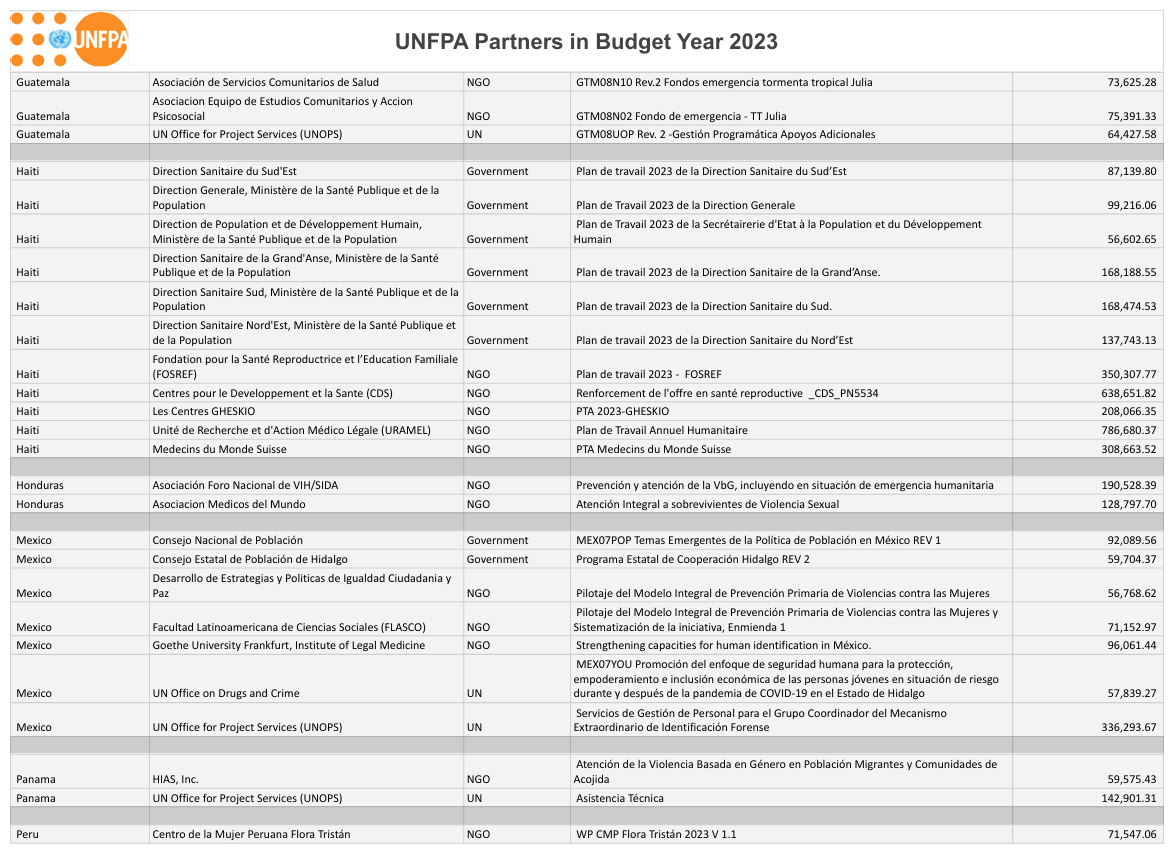 UNFPA
UNFPA Partners in Budget Year 2023
Guatemala Asociación de Servicios Comunitarios de Salud NGO GTM08N10 Rev.2 Fondos emergencia tormenta tropical Julia 73,625.28
Asociacion Equipo de Estudios Comunitarios y Accion
Guatemala Psicosocial NGO GTM08N02 Fondo de emergencia - TT Julia 75,391.33
Guatemala UN Office for Project Services (UNOPS) UN GTM08UOP Rev. 2 -Gestión Programática Apoyos Adicionales 64,427.58
Haiti Direction Sanitaire du Sud'Est Government Plan de travail 2023 de la Direction Sanitaire du Sud’Est 87,139.80
Direction Generale, Ministère de la Santé Publique et de la
Haiti Population Government Plan de Travail 2023 de la Direction Generale 99,216.06
Direction de Population et de Développement Humain, Plan de Travail 2023 de la Secrétairerie d'Etat à la Population et du Développement
Haiti Ministère de la Santé Publique et de la Population Government Humain 56,602.65
Direction Sanitaire de la Grand'Anse, Ministère de la Santé
Haiti Publique et de la Population Government Plan de travail 2023 de la Direction Sanitaire de la Grand’Anse. 168,188.55
Direction Sanitaire Sud, Ministère de la Santé Publique et de la
Haiti Population Government Plan de travail 2023 de la Direction Sanitaire du Sud. 168,474.53
Direction Sanitaire Nord'Est, Ministère de la Santé Publique et
Haiti de la Population Government Plan de travail 2023 de la Direction Sanitaire du Nord’Est 137,743.13
Fondation pour la Santé Reproductrice et l’Education Familiale
Haiti (FOSREF) NGO Plan de travail 2023 - FOSREF 350,307.77
Haiti Centres pour le Developpement et la Sante (CDS) NGO Renforcement de l'offre en santé reproductive _CDS_PN5534 638,651.82
Haiti Les Centres GHESKIO NGO PTA 2023-GHESKIO 208,066.35
Haiti Unité de Recherche et d'Action Médico Légale (URAMEL) NGO Plan de Travail Annuel Humanitaire 786,680.37
Haiti Medecins du Monde Suisse NGO PTA Medecins du Monde Suisse 308,663.52
Honduras Asociación Foro Nacional de VIH/SIDA NGO Prevención y atención de la VbG, incluyendo en situación de emergencia humanitaria 190,528.39
Honduras Asociacion Medicos del Mundo NGO Atención Integral a sobrevivientes de Violencia Sexual 128,797.70
Mexico Consejo Nacional de Población Government MEX07POP Temas Emergentes de la Política de Población en México REV 1 92,089.56
Mexico Consejo Estatal de Población de Hidalgo Government Programa Estatal de Cooperación Hidalgo REV 2 59,704.37
Desarrollo de Estrategias y Politicas de Igualdad Ciudadania y
Mexico Paz NGO Pilotaje del Modelo Integral de Prevención Primaria de Violencias contra las Mujeres 56,768.62
Pilotaje del Modelo Integral de Prevención Primaria de Violencias contra las Mujeres y
Mexico Facultad Latinoamericana de Ciencias Sociales (FLASCO) NGO Sistematización de la iniciativa, Enmienda 1 71,152.97
Mexico Goethe University Frankfurt, Institute of Legal Medicine NGO Strengthening capacities for human identification in México. 96,061.44
MEX07YOU Promoción del enfoque de seguridad humana para la protección,
empoderamiento e inclusión económica de las personas jóvenes en situación de riesgo
Mexico UN Office on Drugs and Crime UN durante y después de la pandemia de COVID-19 en el Estado de Hidalgo 57,839.27
Servicios de Gestión de Personal para el Grupo Coordinador del Mecanismo
Mexico UN Office for Project Services (UNOPS) UN Extraordinario de Identificación Forense 336,293.67
Atención de la Violencia Basada en Género en Población Migrantes y Comunidades de
Panama HIAS, Inc. NGO Acojida 59,575.43
Panama UN Office for Project Services (UNOPS) UN Asistencia Técnica 142,901.31
Peru Centro de la Mujer Peruana Flora Tristán NGO WP CMP Flora Tristán 2023 V 1.1 71,547.06